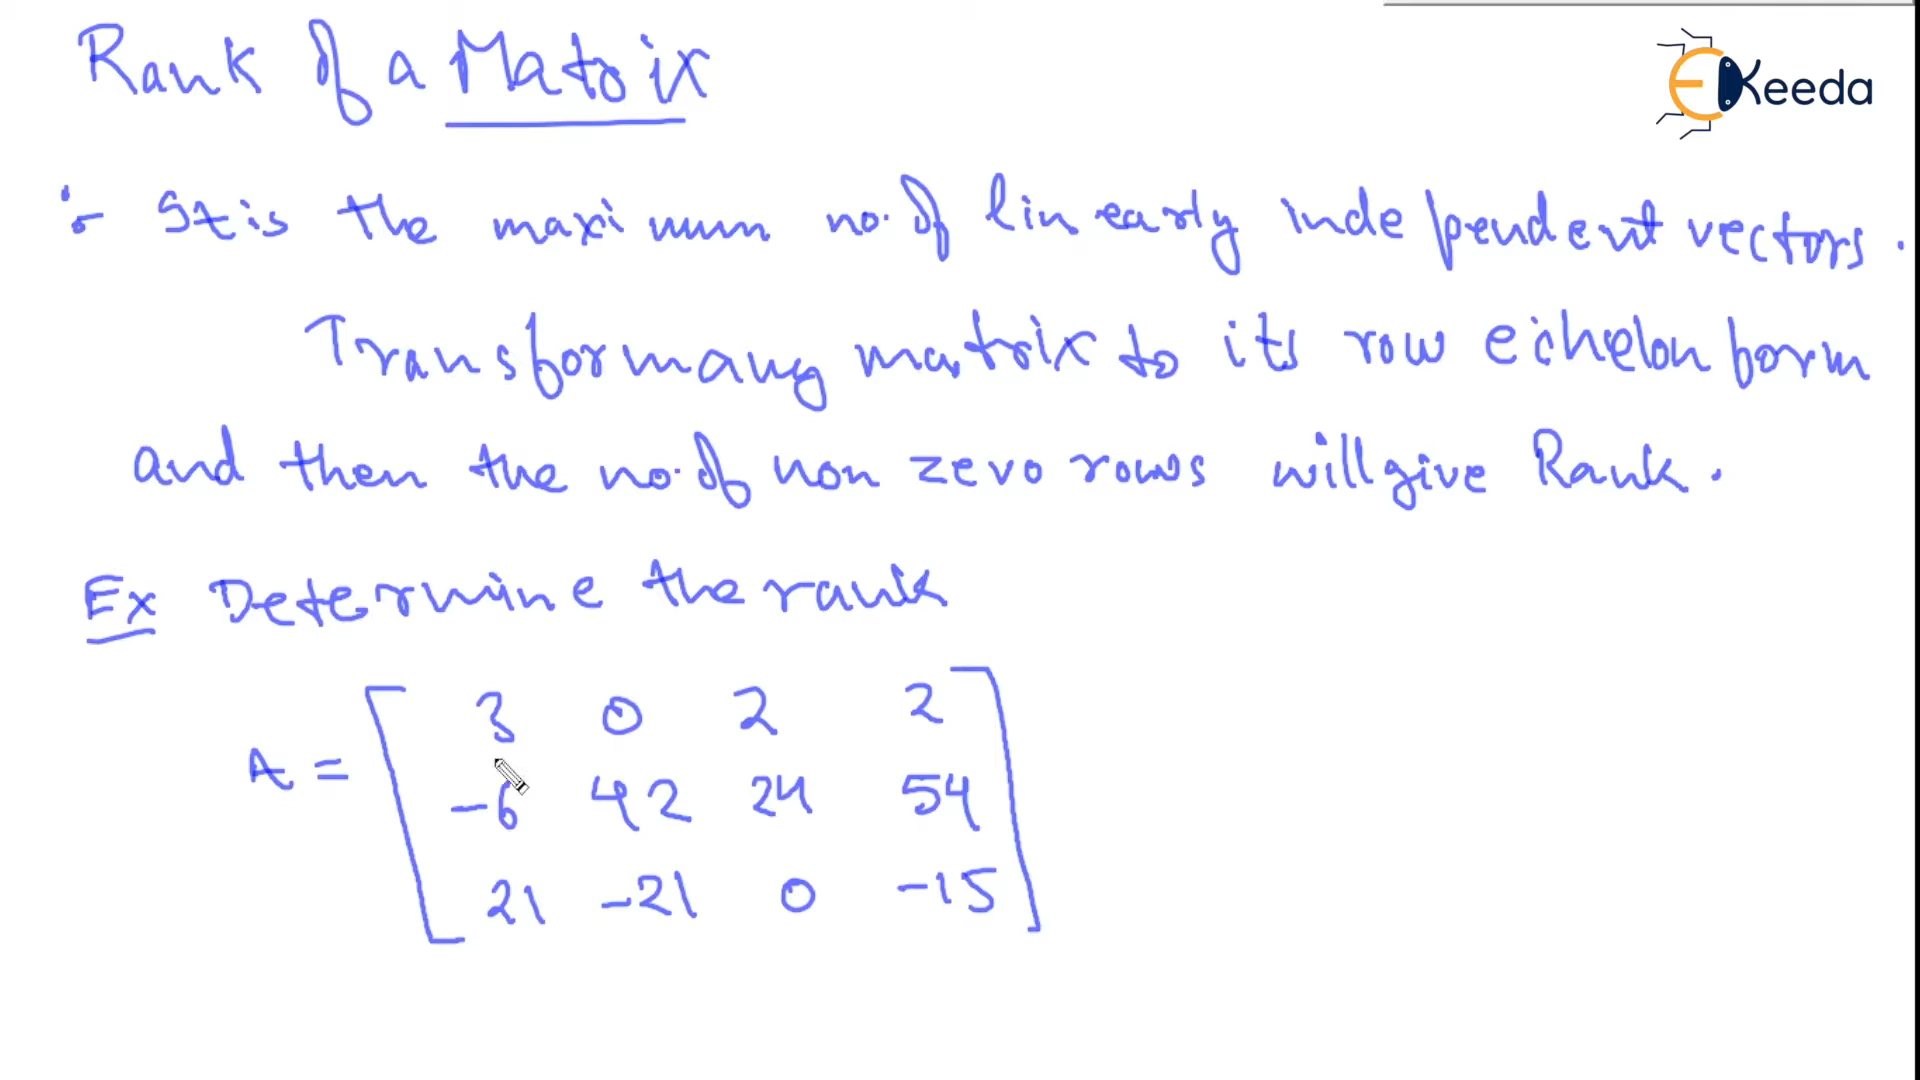 Rank of a Matrix
EKeeda
:- It is the maximum no. of linearly independent vectors.
Transform any matrix to its row echelon form
and then the no. of non zero rows will give Rank.
Ex Determine the rank
A = [ 3 0 2 2
-6 42 24 54
21 -21 0 -15 ]